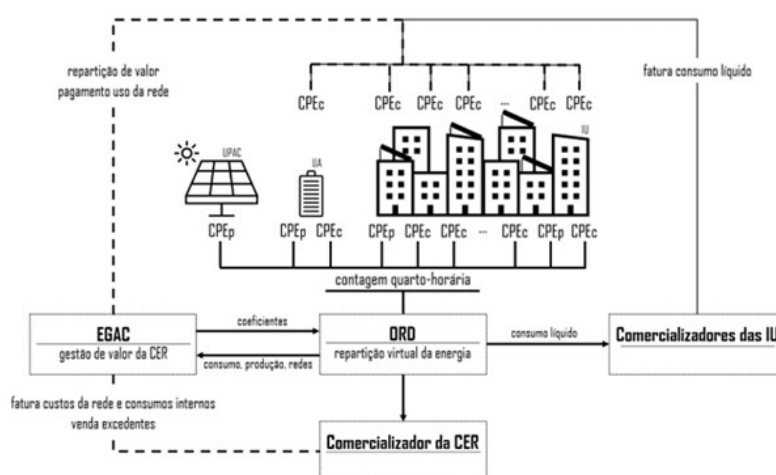 repartição de valor
pagamento uso da rede
fatura consumo líquido
CPEc CPEc CPEc CPEc ... CPEc CPEc
UPAC
UA
IU
CPEp CPEp CPEc CPEp CPEc CPEc ... CPEc CPEp CPEc
contagem quarto-horária
EGAC
gestão de valor da CER
coeficientes
consumo, produção, redes
ORD
repartição virtual da energia
consumo líquido
Comercializadores das IU
fatura custos da rede e consumos internos
venda excedentes
Comercializador da CER